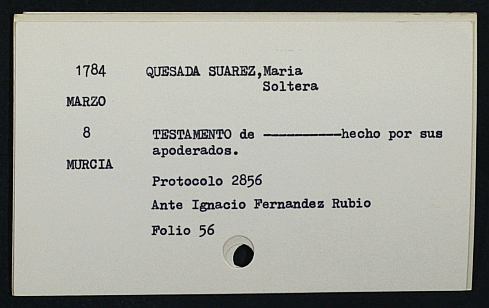 1784 QUESADA SUAREZ,Maria
Soltera
MARZO
8 TESTAMENTO de ----------hecho por sus
apoderados.
MURCIA
Protocolo 2856
Ante Ignacio Fernandez Rubio
Folio 56